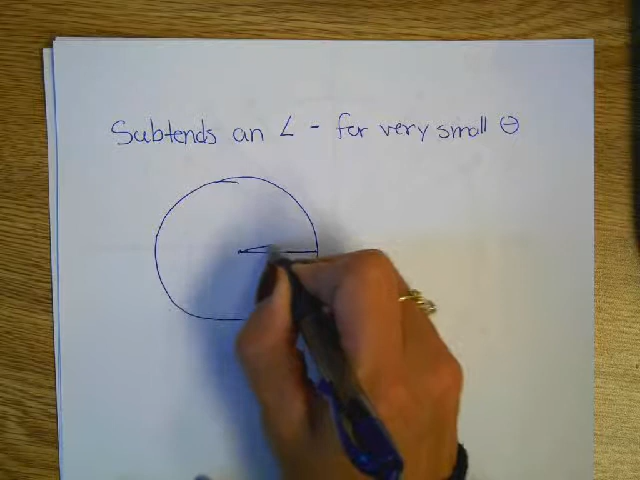 Subtends an ∠ - for very small θ